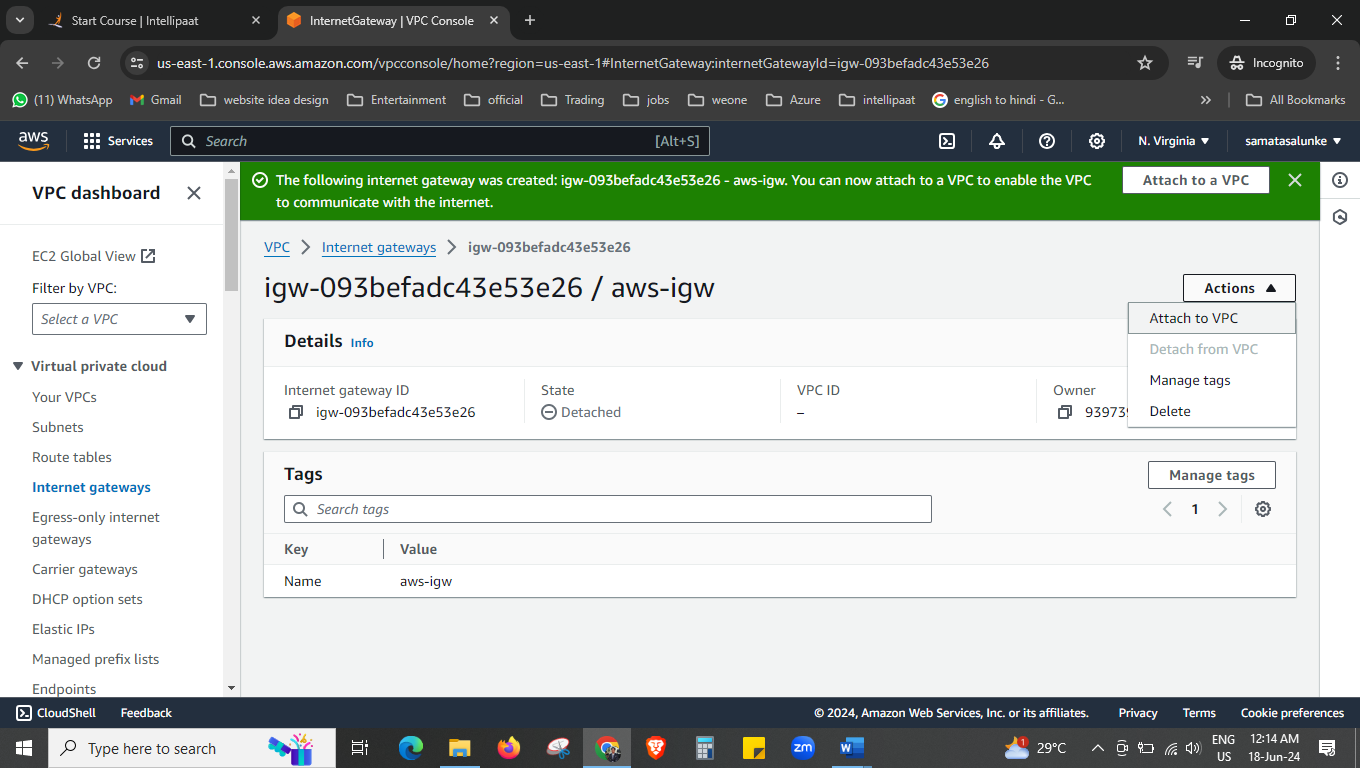 Start Course | Intellipaat
InternetGateway | VPC Console
us-east-1.console.aws.amazon.com/vpcconsole/home?region=us-east-1#InternetGateway:internetGatewayId=igw-093befadc43e53e26
Incognito
(11) WhatsApp
Gmail
website idea design
Entertainment
official
Trading
jobs
weone
Azure
intellipaat
english to hindi - G...
All Bookmarks
aws
Services
Search
[Alt+S]
N. Virginia
samatasalunke
VPC dashboard
EC2 Global View
Filter by VPC:
Select a VPC
Virtual private cloud
Your VPCs
Subnets
Route tables
Internet gateways
Egress-only internet
gateways
Carrier gateways
DHCP option sets
Elastic IPs
Managed prefix lists
Endpoints
The following internet gateway was created: igw-093befadc43e53e26 - aws-igw. You can now attach to a VPC to enable the VPC
to communicate with the internet.
Attach to a VPC
VPC
Internet gateways
igw-093befadc43e53e26
igw-093befadc43e53e26 / aws-igw
Actions
Attach to VPC
Detach from VPC
Manage tags
Delete
Details Info
Internet gateway ID
igw-093befadc43e53e26
State
Detached
VPC ID
–
Owner
93973
Tags
Manage tags
Search tags
1
Key
Value
Name
aws-igw
CloudShell
Feedback
© 2024, Amazon Web Services, Inc. or its affiliates.
Privacy
Terms
Cookie preferences
Type here to search
zm
29°C
ENG
US
12:14 AM
18-Jun-24